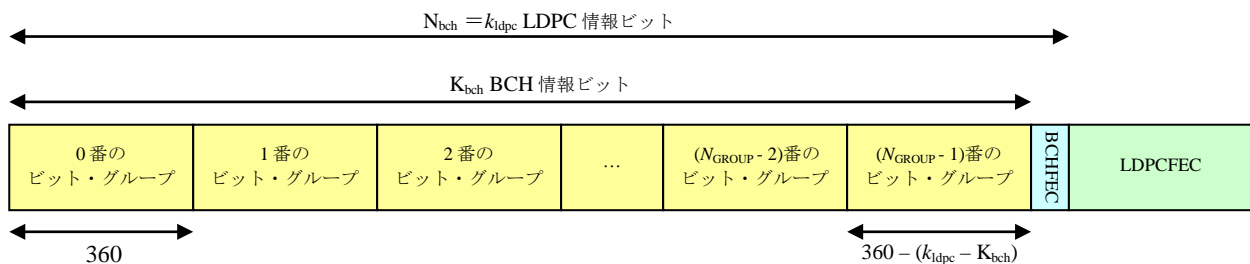 N_bch ＝k_ldpc LDPC 情報ビット
K_bch BCH 情報ビット
0 番の
ビット・グループ
1 番の
ビット・グループ
2 番の
ビット・グループ
…
(N_GROUP - 2)番の
ビット・グループ
(N_GROUP - 1)番の
ビット・グループ
BCHFEC
LDPCFEC
360
360 – (k_ldpc – K_bch)